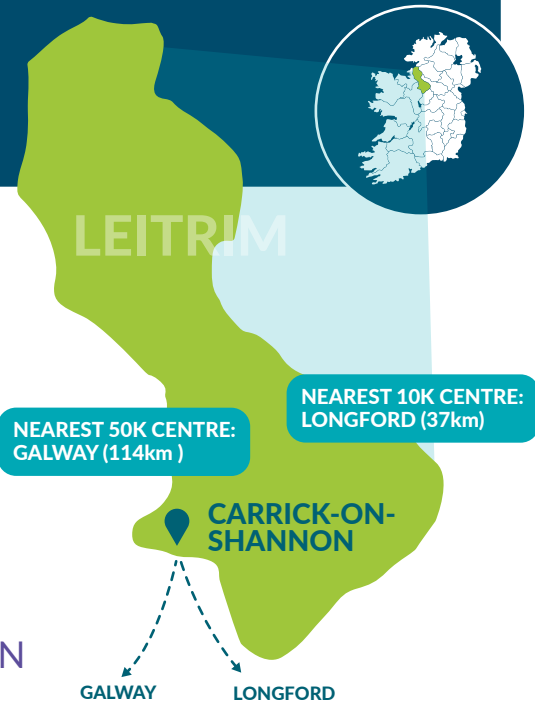 LEITRIM
NEAREST 10K CENTRE:
LONGFORD (37km)
NEAREST 50K CENTRE:
GALWAY (114km )
CARRICK-ON-
SHANNON
N
GALWAY
LONGFORD